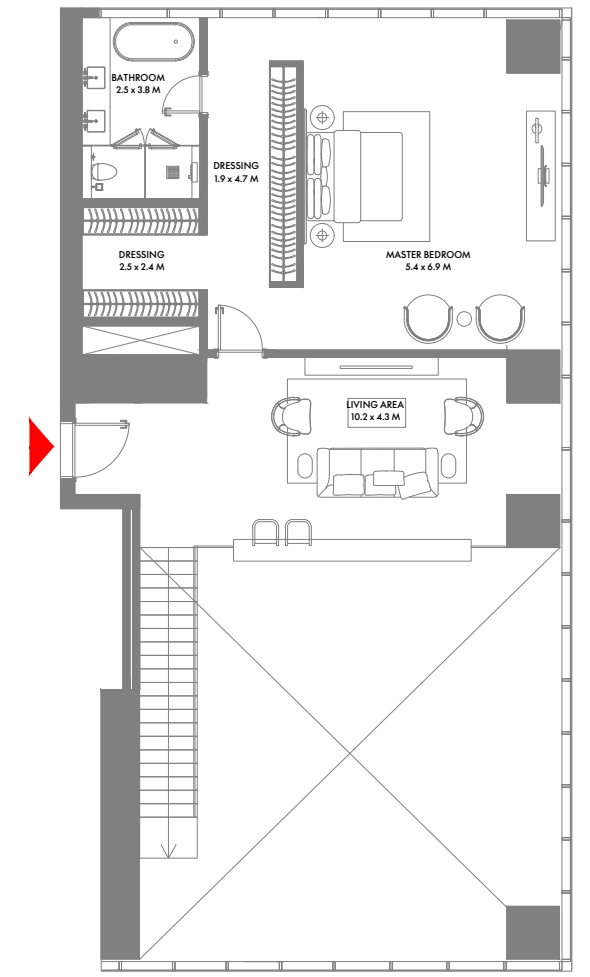 BATHROOM
2.5 x 3.8 M
DRESSING
1.9 x 4.7 M
DRESSING
2.5 x 2.4 M
MASTER BEDROOM
5.4 x 6.9 M
LIVING AREA
10.2 x 4.3 M